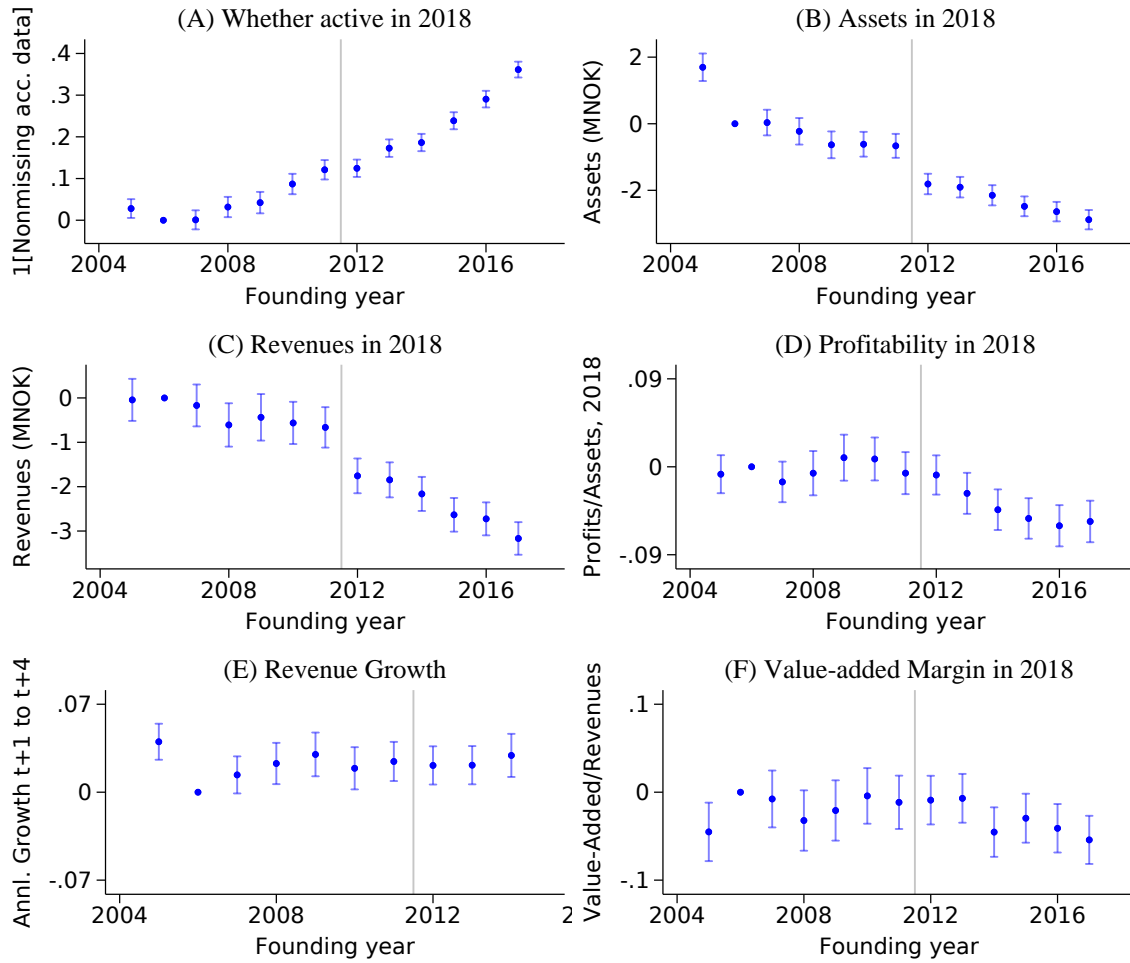 (A) Whether active in 2018
1[Nonmissing acc. data]
.4
.3
.2
.1
0
2004 2008 2012 2016
Founding year
(B) Assets in 2018
Assets (MNOK)
2
0
-2
2004 2008 2012 2016
Founding year
(C) Revenues in 2018
Revenues (MNOK)
0
-1
-2
-3
2004 2008 2012 2016
Founding year
(D) Profitability in 2018
Profits/Assets, 2018
.09
0
-.09
2004 2008 2012 2016
Founding year
(E) Revenue Growth
Annl. Growth t+1 to t+4
.07
0
-.07
2004 2008 2012 2
Founding year
(F) Value-added Margin in 2018
Value-Added/Revenues
.1
0
-.1
2004 2008 2012 2016
Founding year